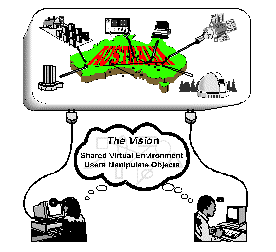 AUSTRALIA
The Vision
Shared Virtual Environment
Users Manipulate Objects